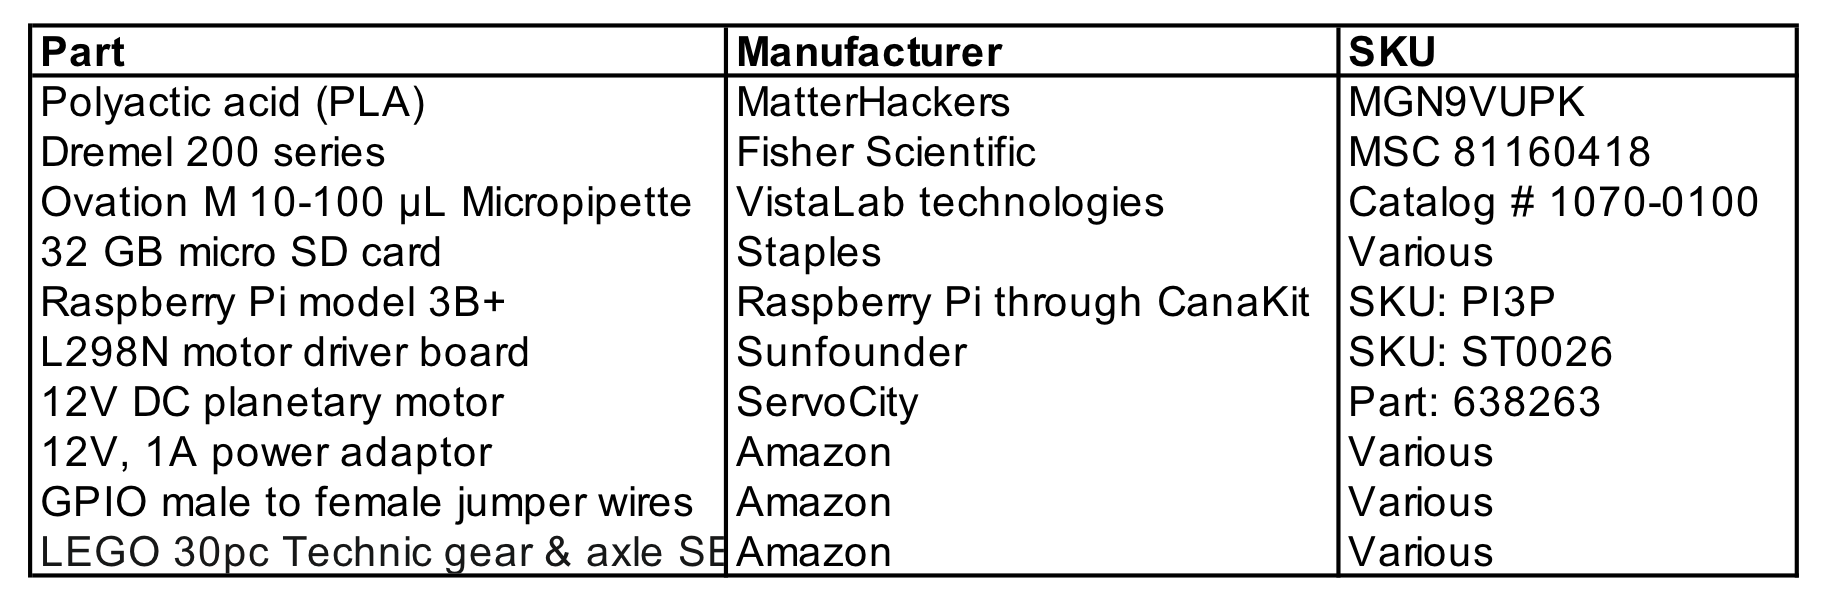 Part Manufacturer SKU
Polyactic acid (PLA) MatterHackers MGN9VUPK
Dremel 200 series Fisher Scientific MSC 81160418
Ovation M 10-100 µL Micropipette VistaLab technologies Catalog # 1070-0100
32 GB micro SD card Staples Various
Raspberry Pi model 3B+ Raspberry Pi through CanaKit SKU: PI3P
L298N motor driver board Sunfounder SKU: ST0026
12V DC planetary motor ServoCity Part: 638263
12V, 1A power adaptor Amazon Various
GPIO male to female jumper wires Amazon Various
LEGO 30pc Technic gear & axle SE Amazon Various